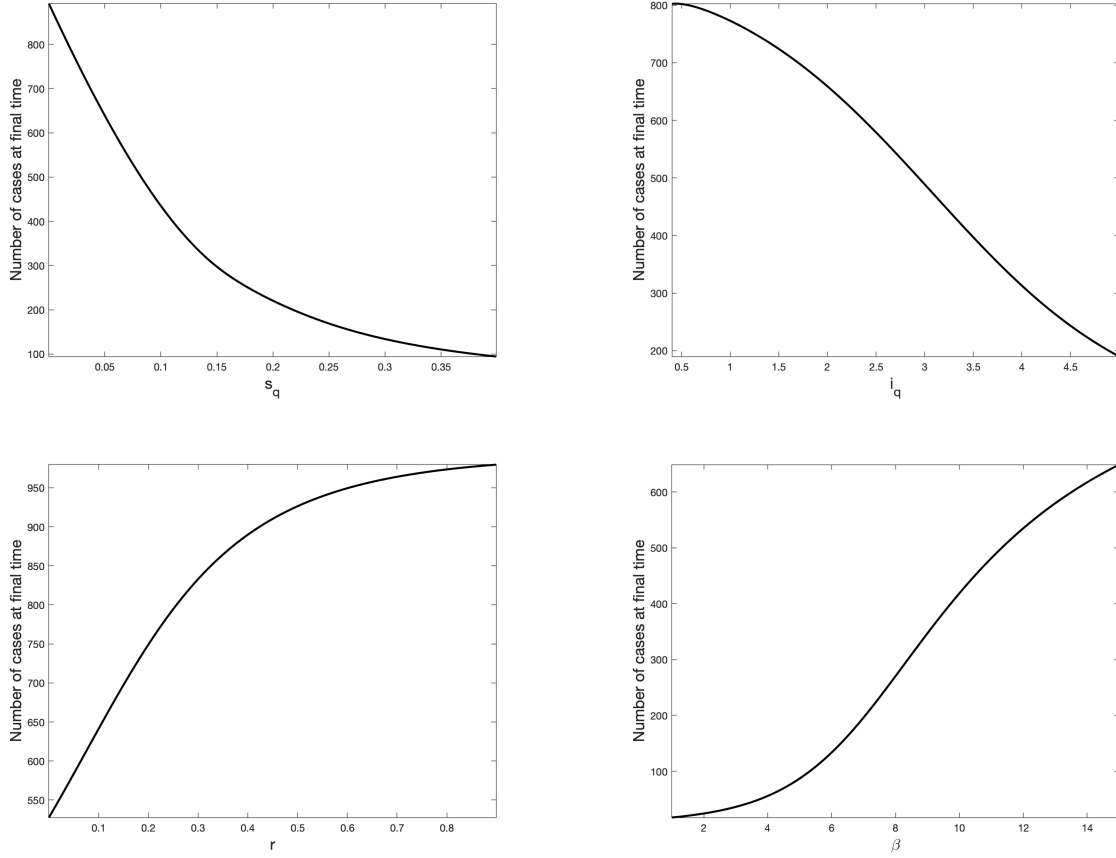 Number of cases at final time
800
700
600
500
400
300
200
100
0.05 0.1 0.15 0.2 0.25 0.3 0.35
s_q
Number of cases at final time
800
700
600
500
400
300
200
0.5 1 1.5 2 2.5 3 3.5 4 4.5
i_q
Number of cases at final time
950
900
850
800
750
700
650
600
550
0.1 0.2 0.3 0.4 0.5 0.6 0.7 0.8
r
Number of cases at final time
600
500
400
300
200
100
2 4 6 8 10 12 14
β